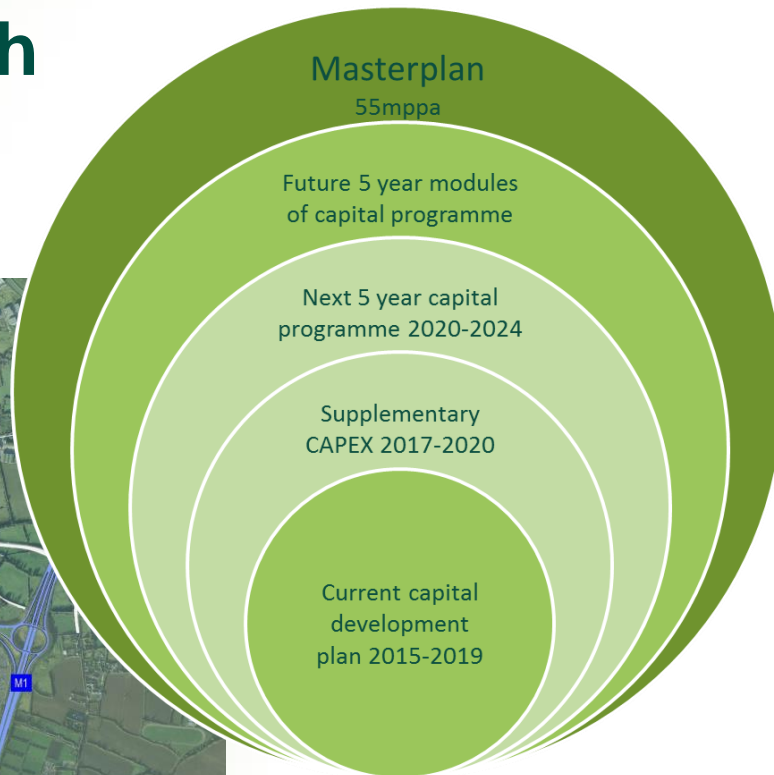 h
Masterplan
55mppa
Future 5 year modules
of capital programme
Next 5 year capital
programme 2020-2024
Supplementary
CAPEX 2017-2020
Current capital
development
plan 2015-2019
M1